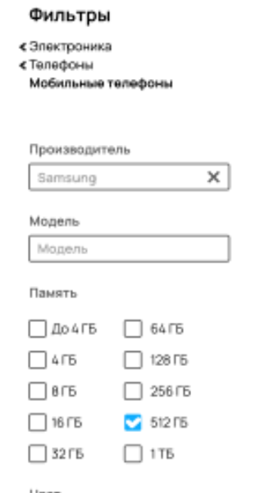 Фильтры
Электроника
Телефоны
Мобильные телефоны
Производитель
Samsung
Модель
Модель
Память
До 4 ГБ 64 ГБ
4 ГБ 128 ГБ
8 ГБ 256 ГБ
16 ГБ 512 ГБ
32 ГБ 1 ТБ